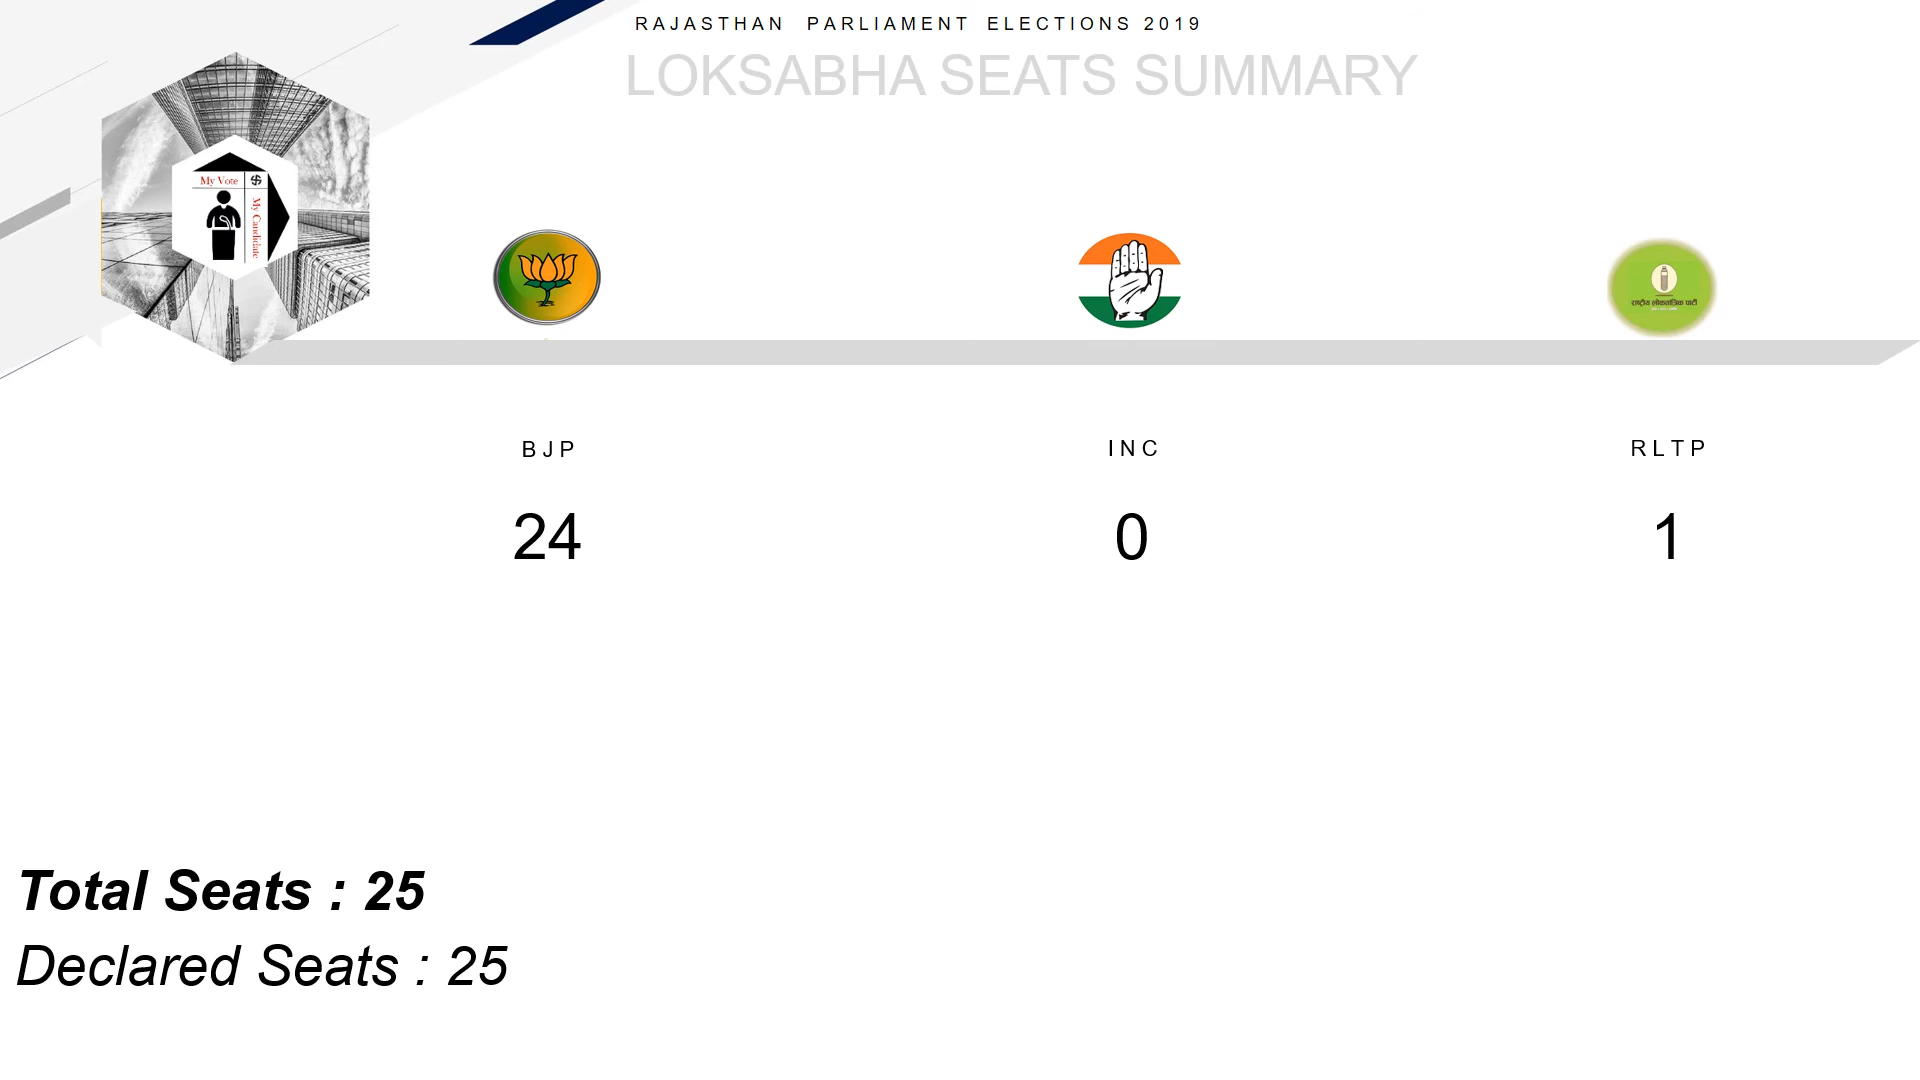 RAJASTHAN PARLIAMENT ELECTIONS 2019
LOKSABHA SEATS SUMMARY
My Vote
My Candidate
राष्ट्रीय लोकतांत्रिक पार्टी
BJP
INC
RLTP
24
0
1
Total Seats : 25
Declared Seats : 25